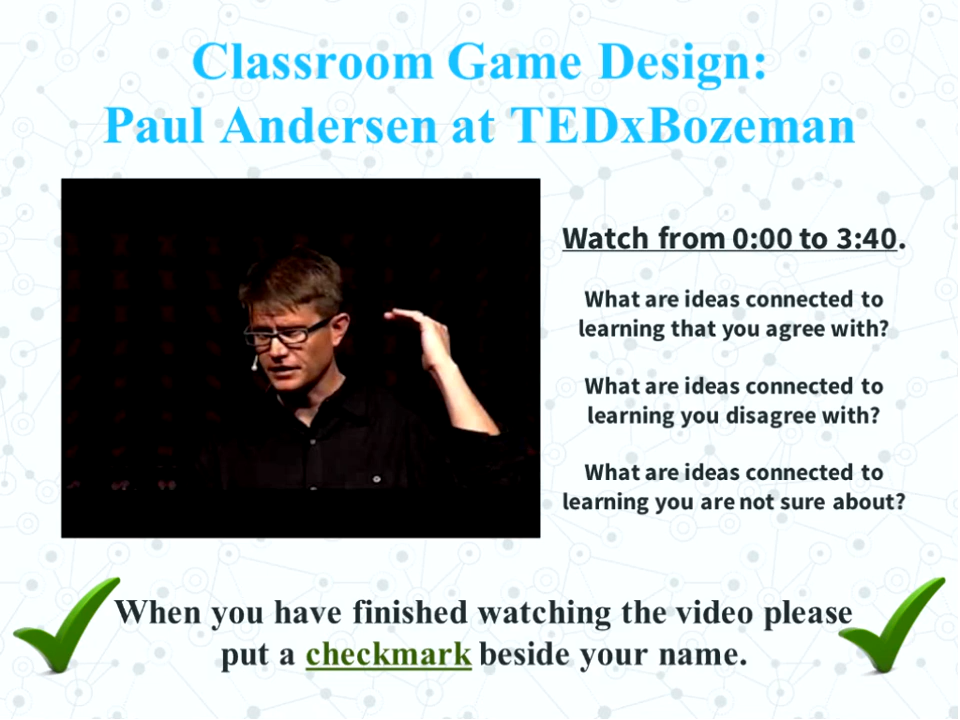 Classroom Game Design:
Paul Andersen at TEDxBozeman
Watch from 0:00 to 3:40.
What are ideas connected to
learning that you agree with?
What are ideas connected to
learning you disagree with?
What are ideas connected to
learning you are not sure about?
When you have finished watching the video please
put a checkmark beside your name.